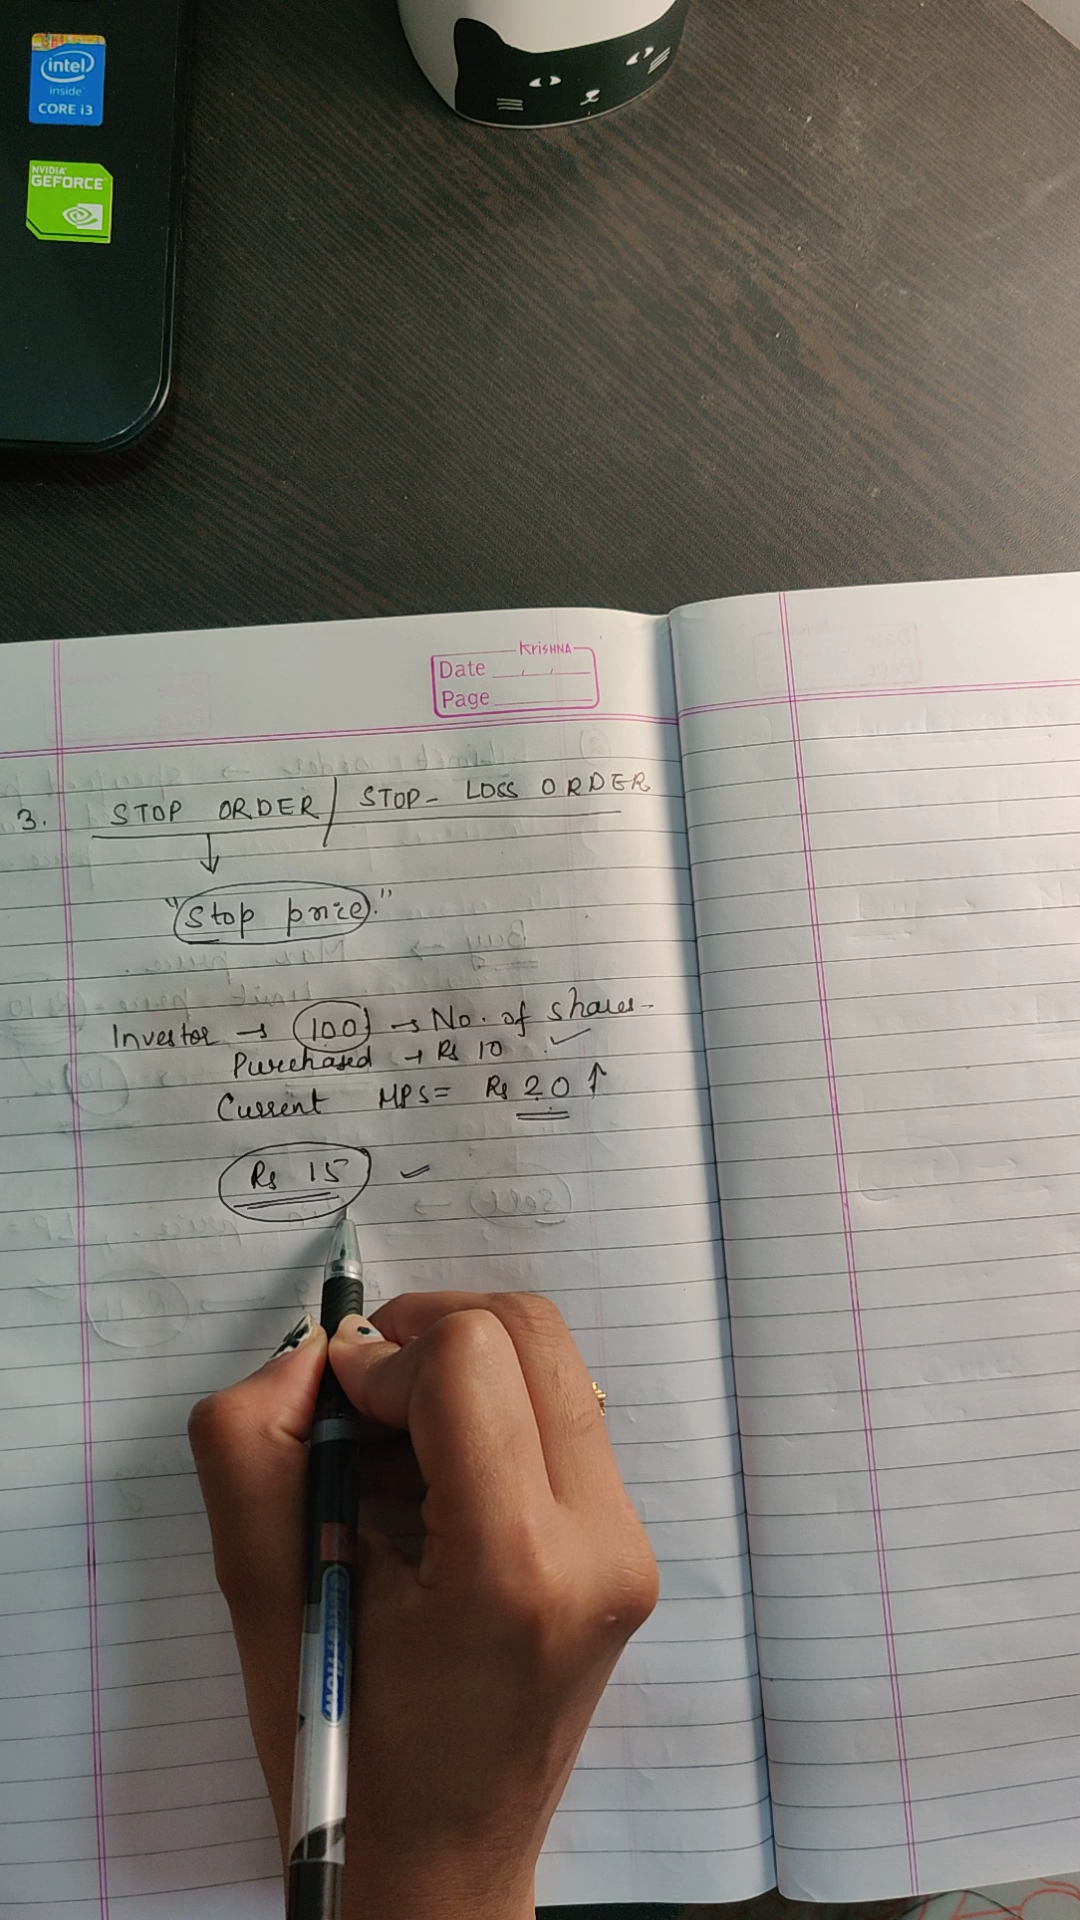 intel
inside
CORE i3
NVIDIA
GEFORCE
KRISHNA
Date
Page
3. STOP ORDER / STOP- LOSS ORDER
"Stop price."
Investor → 100 → No. of shares-
Purchased → Rs 10 ✓
Current MPS= Rs 20 ↑
Rs 15 ✓